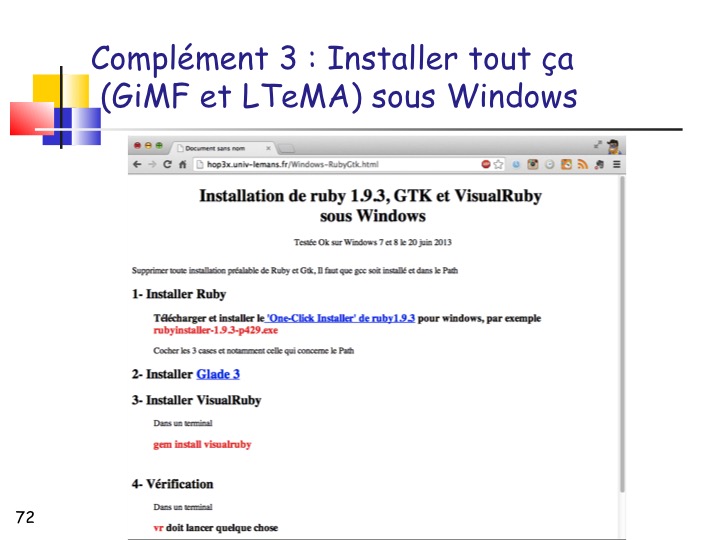 Complément 3 : Installer tout ça
(GiMF et LTeMA) sous Windows
Document sans nom
hop3x.univ-lemans.fr/Windows-RubyGtk.html
Installation de ruby 1.9.3, GTK et VisualRuby
sous Windows
Testée Ok sur Windows 7 et 8 le 20 juin 2013
Supprimer toute installation préalable de Ruby et Gtk, Il faut que gcc soit installé et dans le Path
1- Installer Ruby
Télécharger et installer le 'One-Click Installer' de ruby1.9.3 pour windows, par exemple
rubyinstaller-1.9.3-p429.exe
Cocher les 3 cases et notamment celle qui concerne le Path
2- Installer Glade 3
3- Installer VisualRuby
Dans un terminal
gem install visualruby
4- Vérification
Dans un terminal
vr doit lancer quelque chose
72